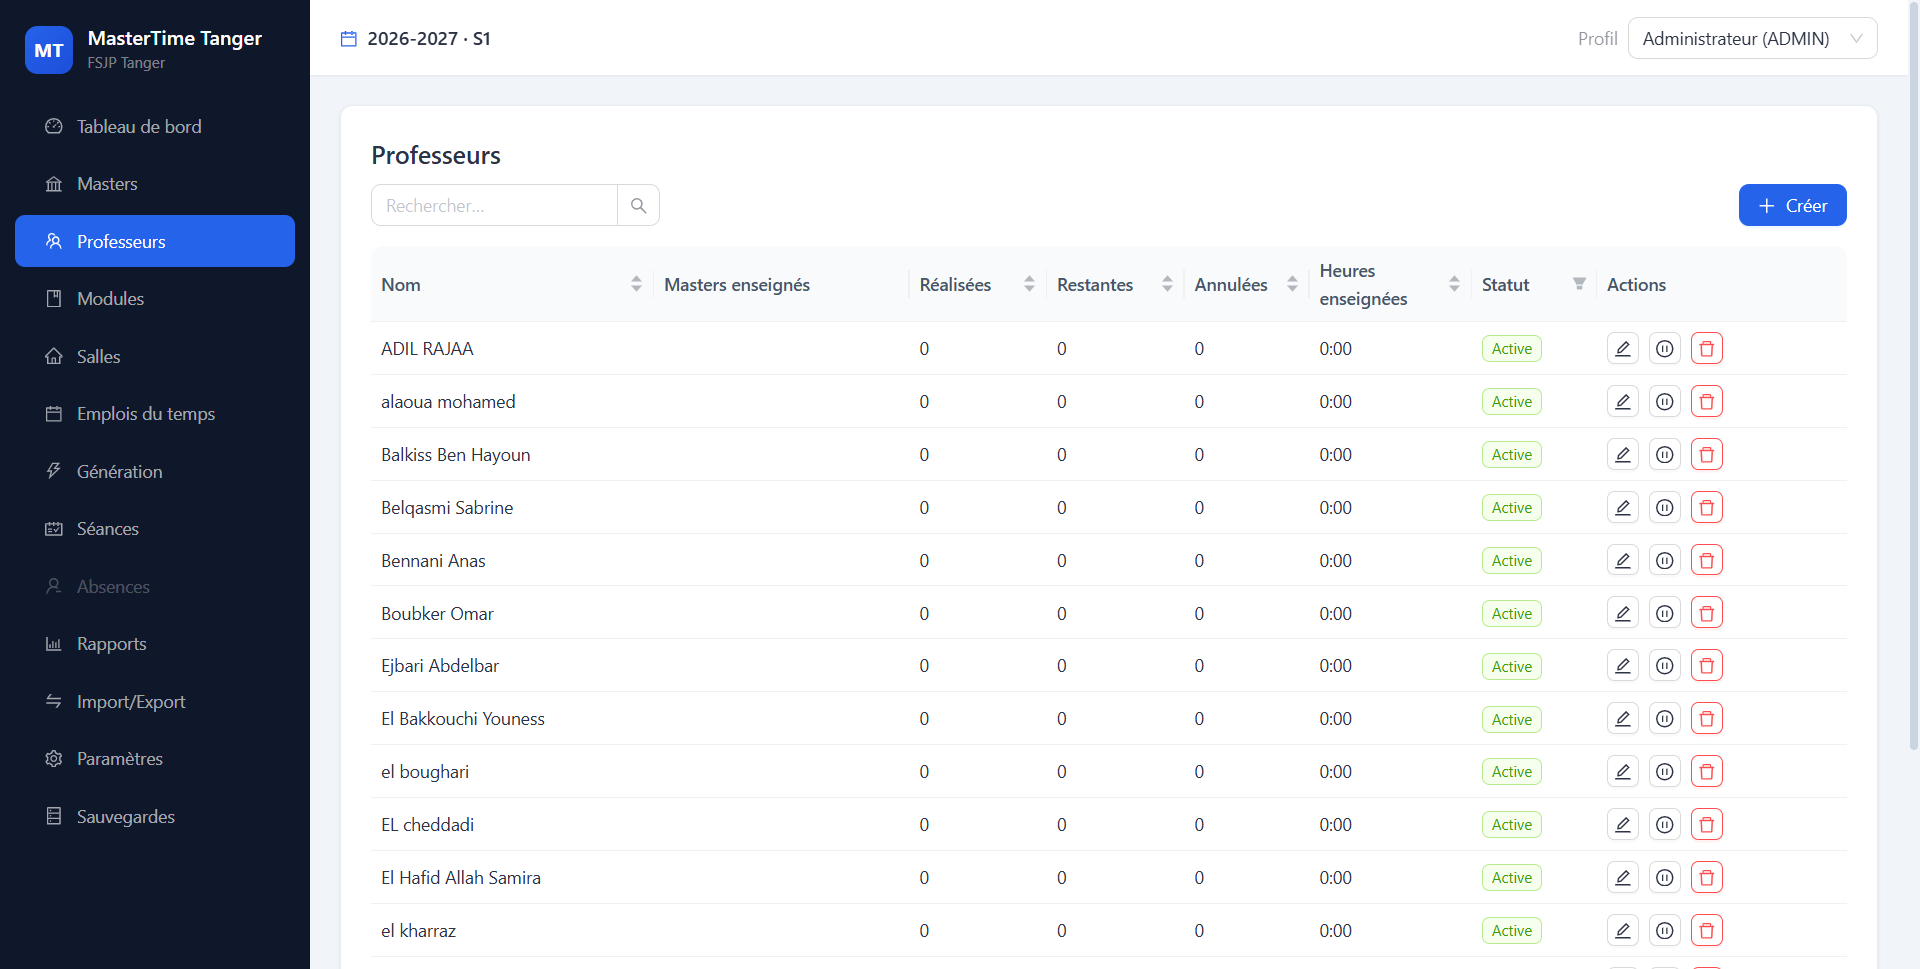 MT
MasterTime Tanger
FSJP Tanger
Tableau de bord
Masters
Professeurs
Modules
Salles
Emplois du temps
Génération
Séances
Absences
Rapports
Import/Export
Paramètres
Sauvegardes
2026-2027 · S1
Profil Administrateur (ADMIN)
Professeurs
Rechercher...
Créer
Nom Masters enseignés Réalisées Restantes Annulées Heures enseignées Statut Actions
ADIL RAJAA 0 0 0 0:00 Active
alaoua mohamed 0 0 0 0:00 Active
Balkiss Ben Hayoun 0 0 0 0:00 Active
Belqasmi Sabrine 0 0 0 0:00 Active
Bennani Anas 0 0 0 0:00 Active
Boubker Omar 0 0 0 0:00 Active
Ejbari Abdelbar 0 0 0 0:00 Active
El Bakkouchi Youness 0 0 0 0:00 Active
el boughari 0 0 0 0:00 Active
EL cheddadi 0 0 0 0:00 Active
El Hafid Allah Samira 0 0 0 0:00 Active
el kharraz 0 0 0 0:00 Active